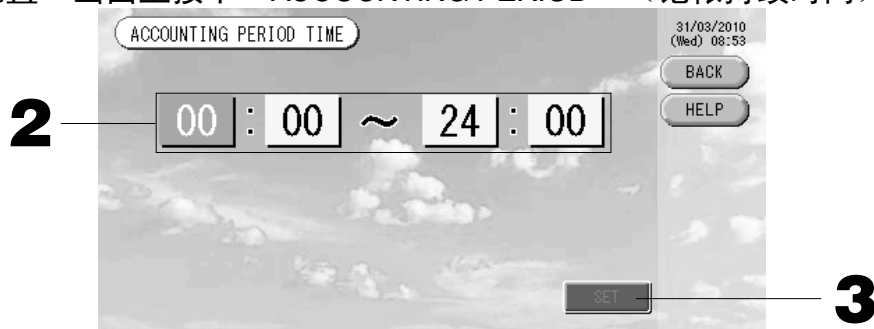 ACCOUNTING PERIOD TIME
31/03/2010
(Wed) 08:53
BACK
HELP
2
00 : 00 ~ 24 : 00
SET
3